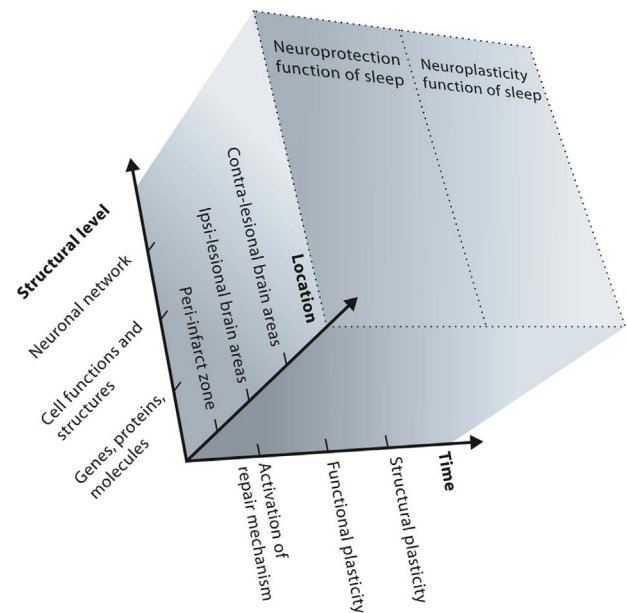 Neuroprotection
function of sleep
Neuroplasticity
function of sleep
Structural level
Neuronal network
Cell functions and
structures
Genes, proteins,
molecules
Location
Contra-lesional brain areas
Ipsi-lesional brain areas
Peri-infarct zone
Time
Activation of
repair mechanism
Functional plasticity
Structural plasticity